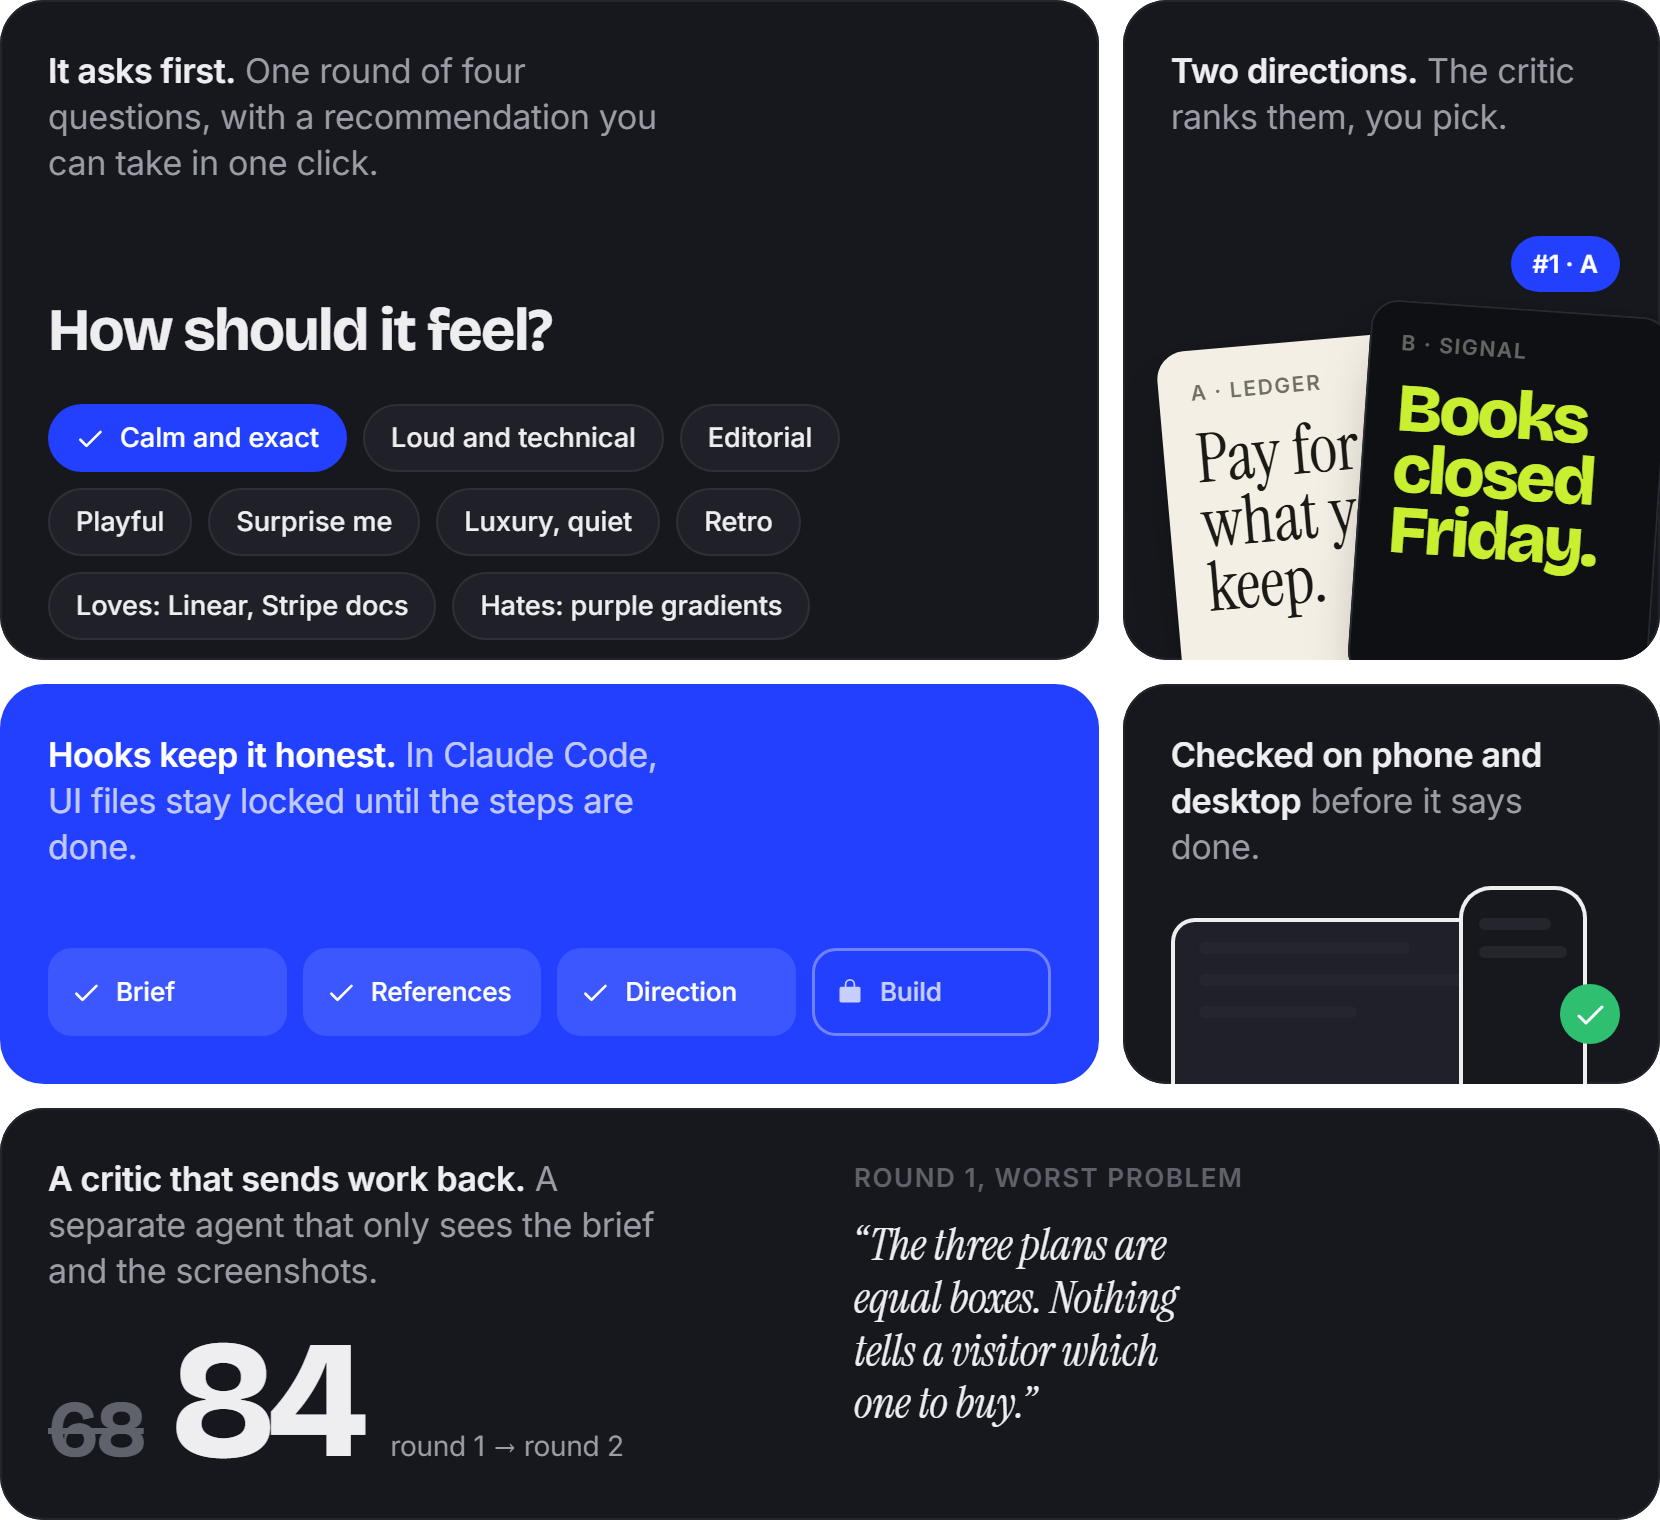 It asks first. One round of four
questions, with a recommendation you
can take in one click.
How should it feel?
Calm and exact
Loud and technical
Editorial
Playful
Surprise me
Luxury, quiet
Retro
Loves: Linear, Stripe docs
Hates: purple gradients
Two directions. The critic
ranks them, you pick.
#1 · A
A · LEDGER
Pay for
what y
keep.
B · SIGNAL
Books
closed
Friday.
Hooks keep it honest. In Claude Code,
UI files stay locked until the steps are
done.
Brief
References
Direction
Build
Checked on phone and
desktop before it says
done.
A critic that sends work back. A
separate agent that only sees the brief
and the screenshots.
68
84
round 1 → round 2
ROUND 1, WORST PROBLEM
“The three plans are
equal boxes. Nothing
tells a visitor which
one to buy.”